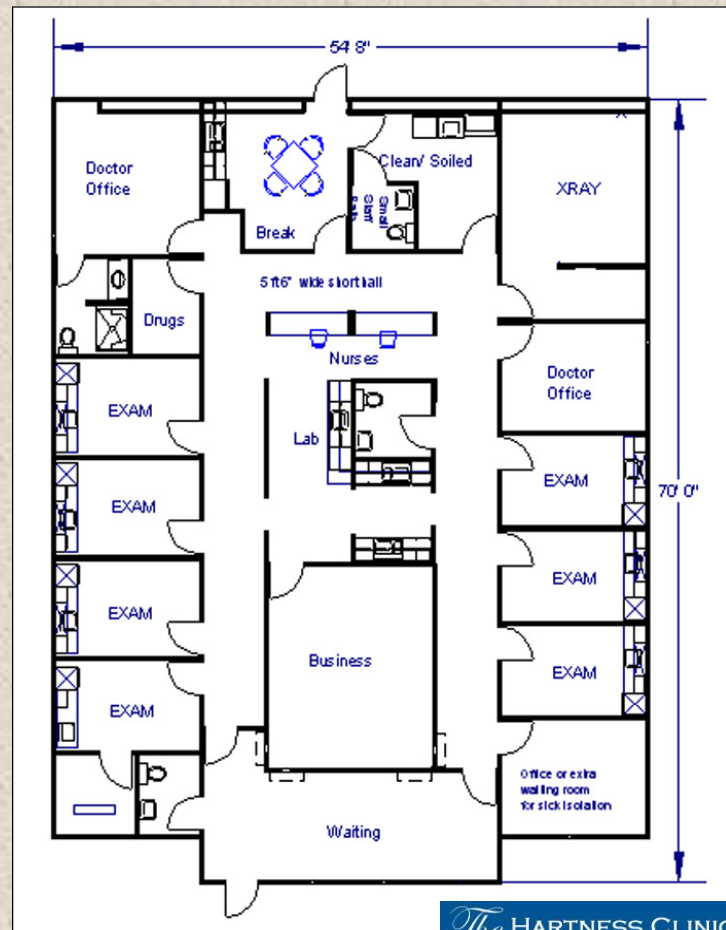 54' 8"
Doctor
Office
Clean/ Soiled
XRAY
Small
Staff
Break
5 ft 6" wide short hall
Drugs
Nurses
Doctor
Office
EXAM
Lab
EXAM
70' 0"
EXAM
EXAM
EXAM
Business
EXAM
EXAM
Office or extra
waiting room
for sick isolation
Waiting
The HARTNESS CLINIC